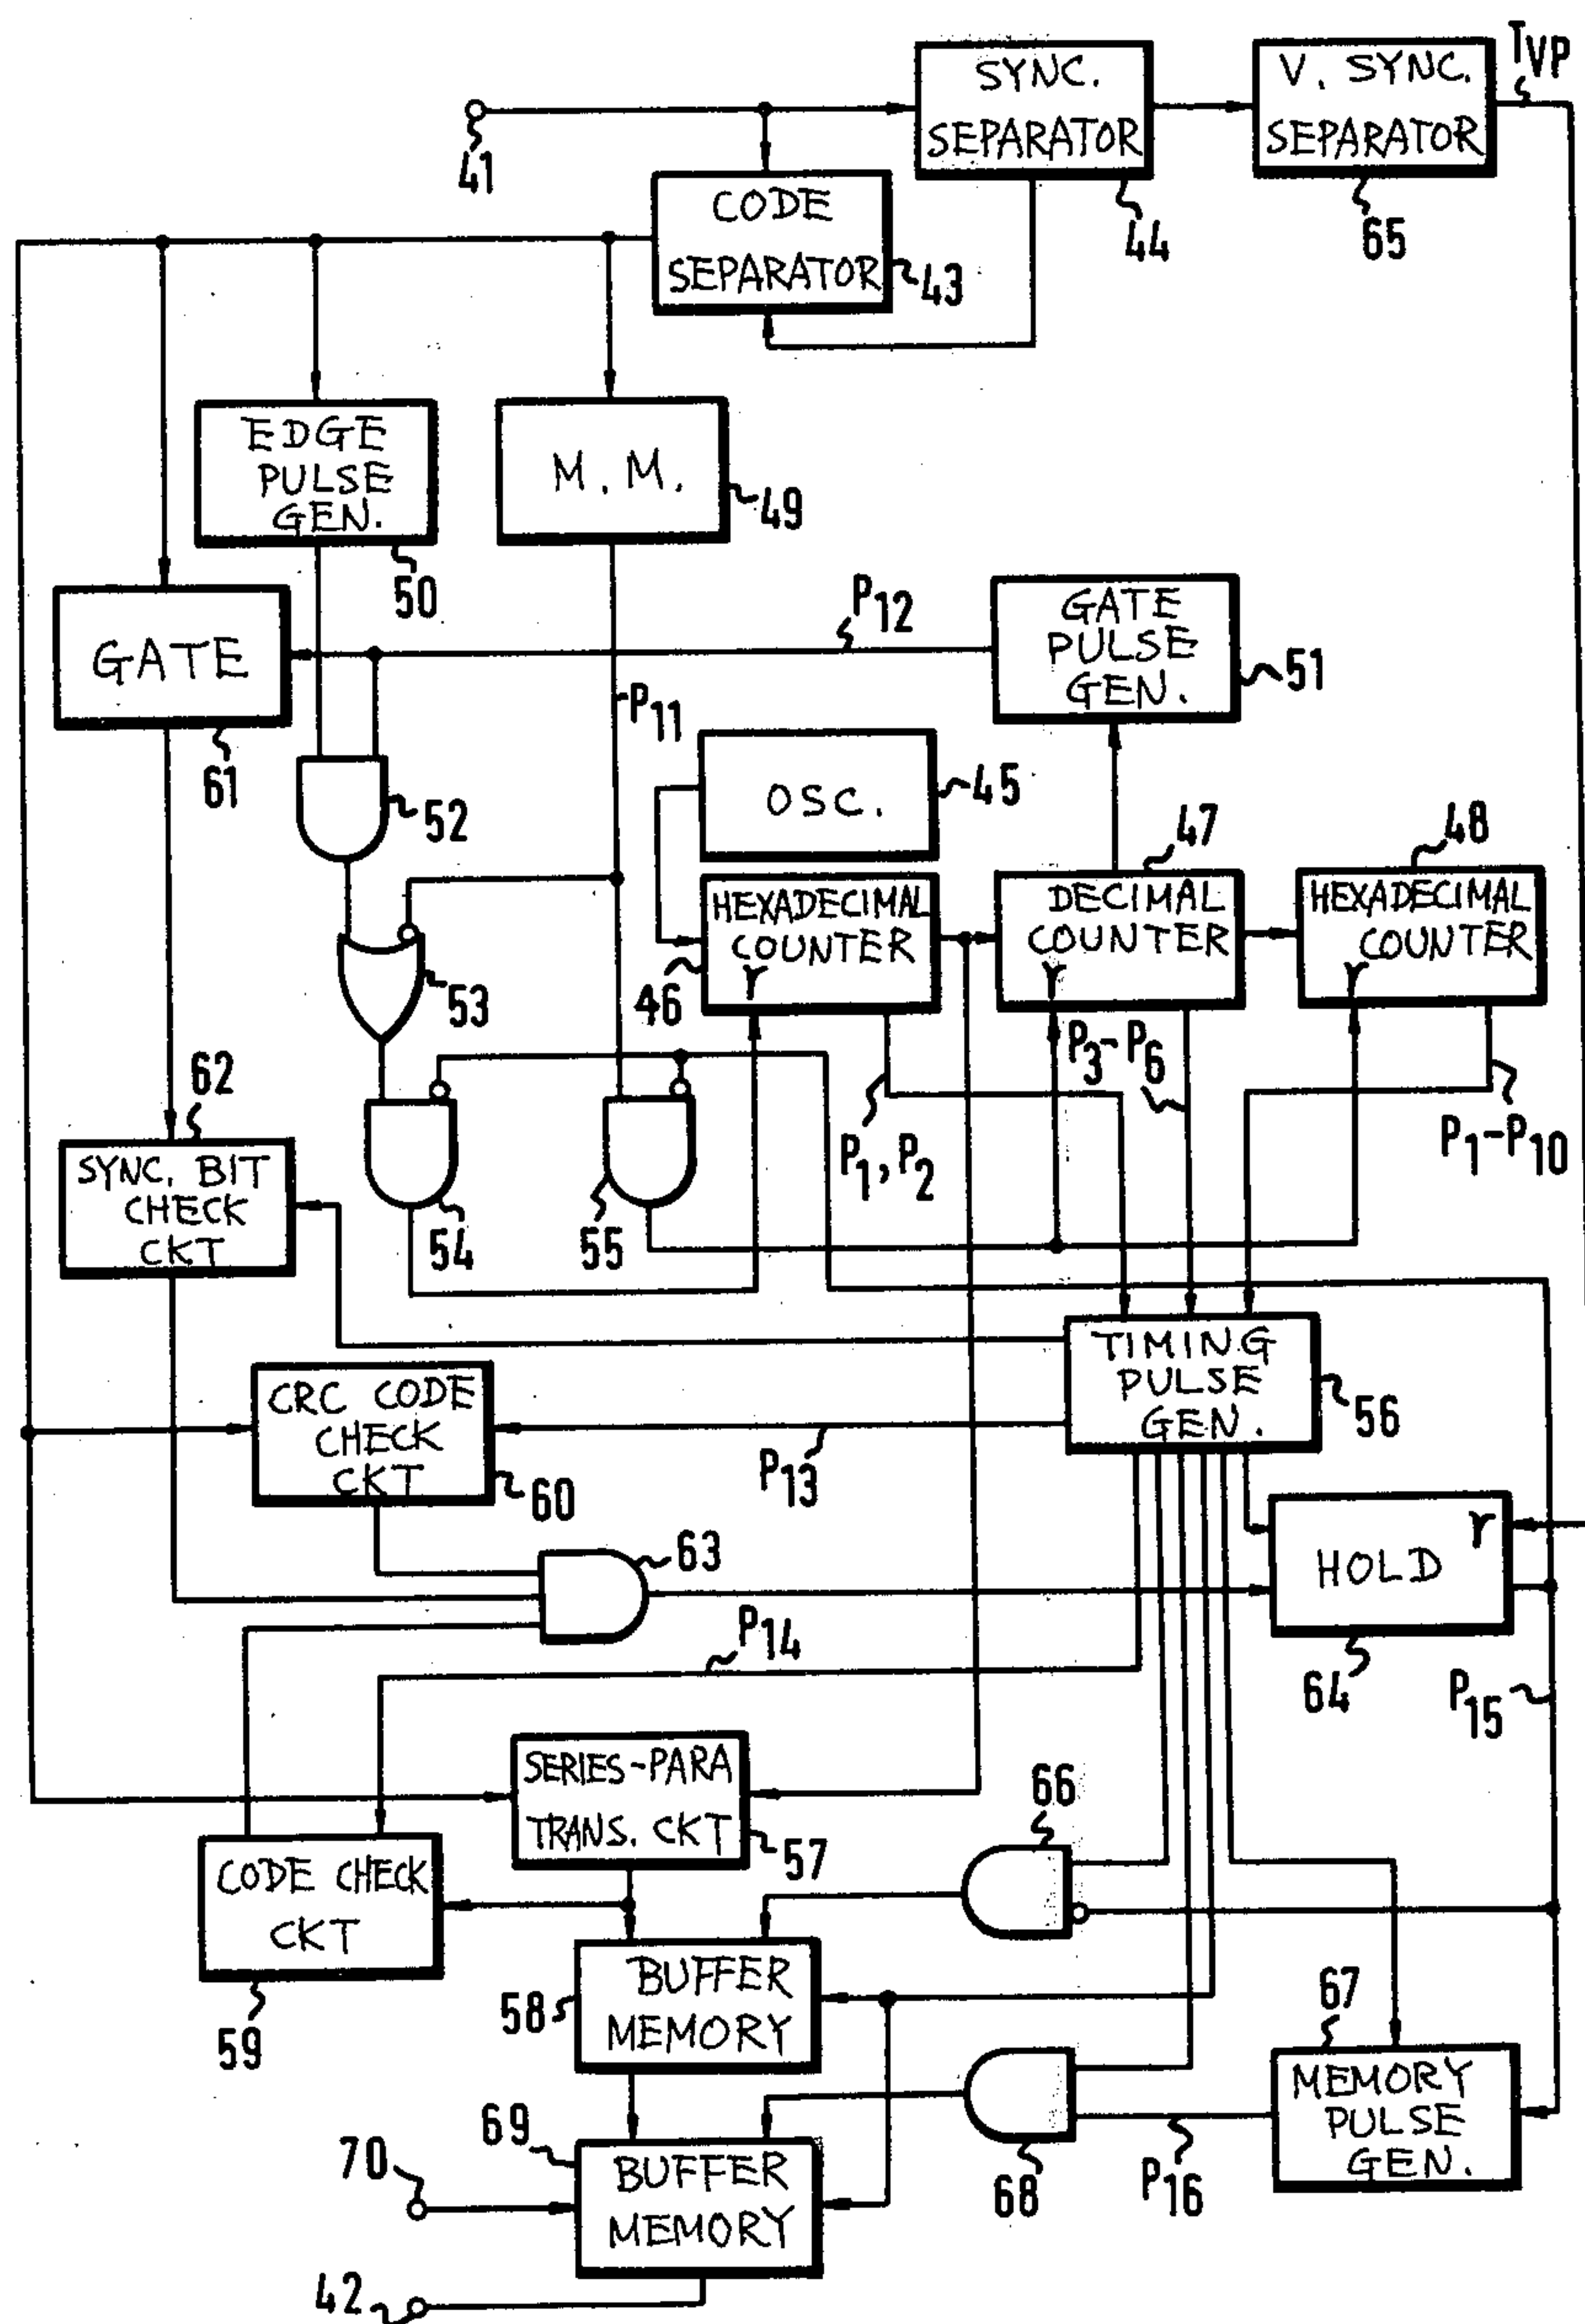 TVP
SYNC.
SEPARATOR
V. SYNC.
SEPARATOR
41
44
65
CODE
SEPARATOR
43
EDGE
PULSE
GEN.
50
M. M.
49
GATE
61
P12
GATE
PULSE
GEN.
51
P11
52
OSC.
45
47
48
HEXADECIMAL
COUNTER
r
46
DECIMAL
COUNTER
r
HEXADECIMAL
COUNTER
r
53
P3-P6
62
P1, P2
P1-P10
SYNC. BIT
CHECK
CKT
54
55
TIMING
PULSE
GEN.
56
CRC CODE
CHECK
CKT
60
P13
63
HOLD
r
64
P14
P15
SERIES-PARA
TRANS. CKT
57
66
CODE CHECK
CKT
59
BUFFER
MEMORY
58
67
MEMORY
PULSE
GEN.
69
BUFFER
MEMORY
68
P16
70
42